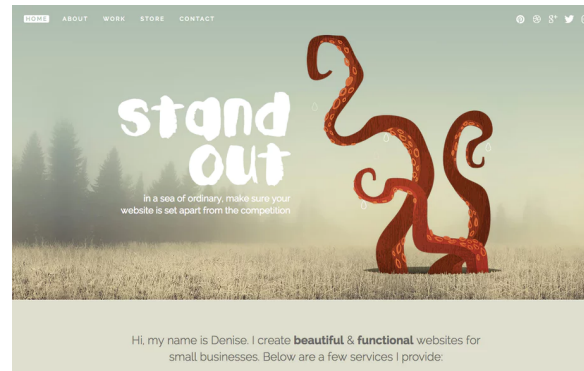 HOME ABOUT WORK STORE CONTACT
stand
out
in a sea of ordinary, make sure your
website is set apart from the competition
Hi, my name is Denise. I create beautiful & functional websites for
small businesses. Below are a few services I provide: